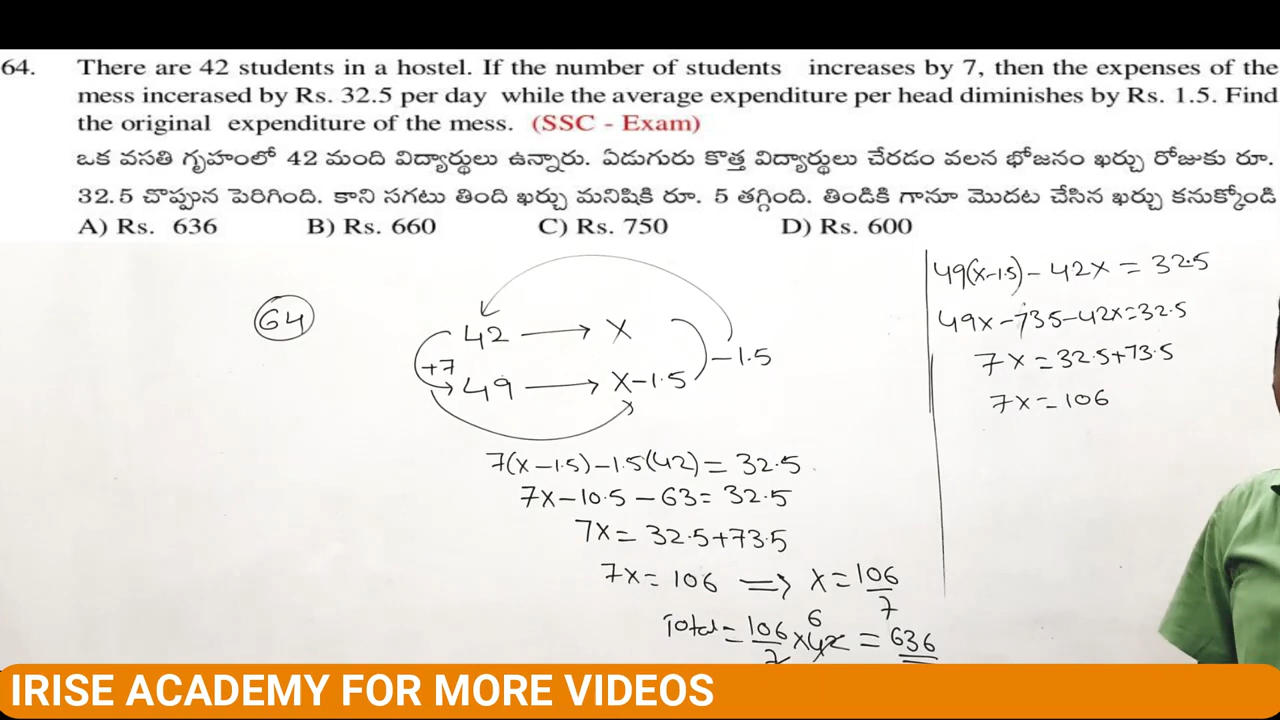 64. There are 42 students in a hostel. If the number of students increases by 7, then the expenses of the
mess incerased by Rs. 32.5 per day while the average expenditure per head diminishes by Rs. 1.5. Find
the original expenditure of the mess. (SSC - Exam)
ఒక వసతి గృహంలో 42 మంది విద్యార్థులు ఉన్నారు. ఏడుగురు కొత్త విద్యార్థులు చేరడం వలన భోజనం ఖర్చు రోజుకు రూ.
32.5 చొప్పున పెరిగింది. కాని సగటు తిండి ఖర్చు మనిషికి రూ. 5 తగ్గింది. తిండికి గానూ మొదట చేసిన ఖర్చు కనుక్కోండి
A) Rs. 636 B) Rs. 660 C) Rs. 750 D) Rs. 600
64
42 → X
+7
49 → X-1.5
-1.5
7(X-1.5)-1.5(42) = 32.5
7X-10.5-63 = 32.5
7X = 32.5+73.5
7X = 106 ⇒ X = 106/7
Total = 106/7 × 42 = 636
6
49(X-1.5) - 42X = 32.5
49X-73.5-42X=32.5
7X = 32.5+73.5
7X = 106
IRISE ACADEMY FOR MORE VIDEOS